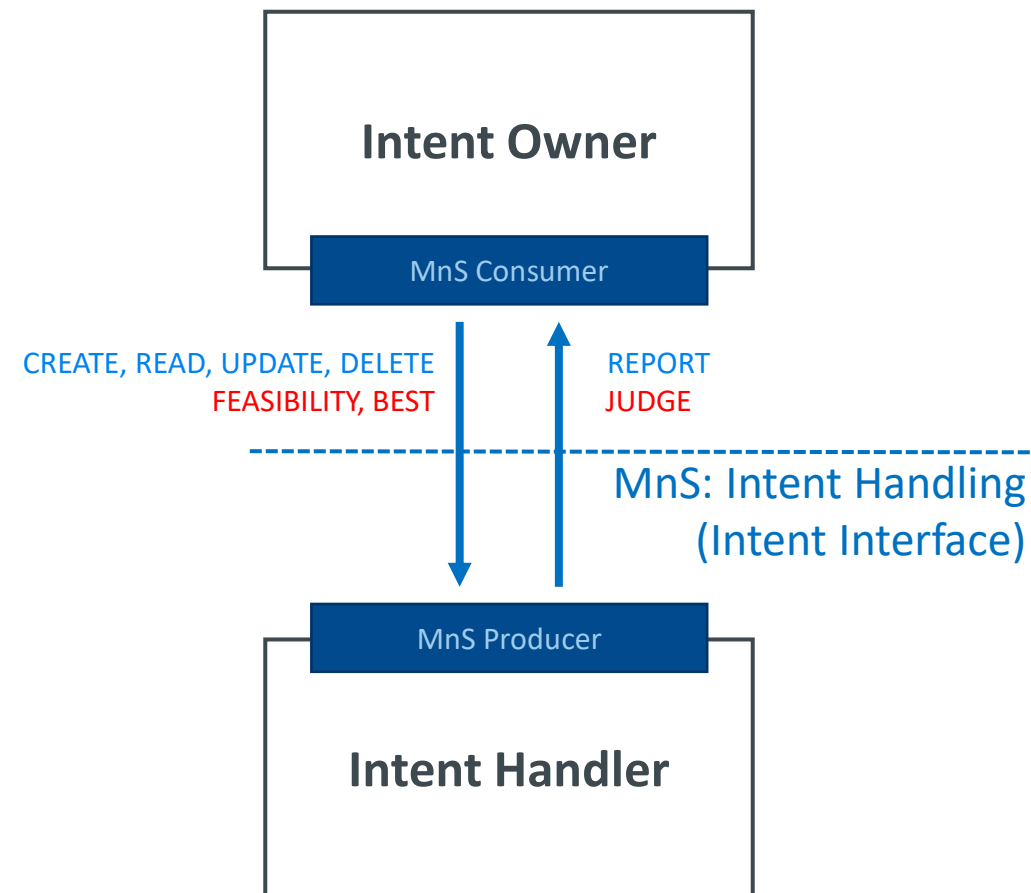 Intent Owner
MnS Consumer
CREATE, READ, UPDATE, DELETE
FEASIBILITY, BEST
REPORT
JUDGE
MnS: Intent Handling
(Intent Interface)
MnS Producer
Intent Handler